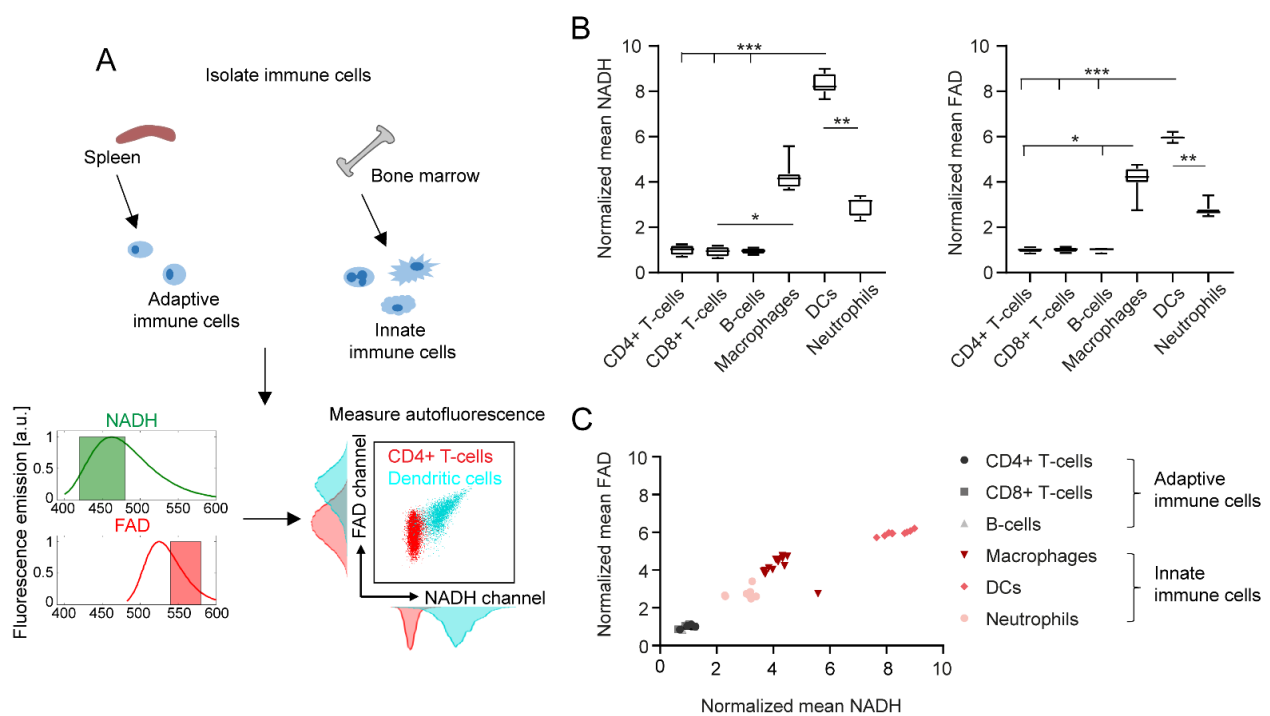 A
Isolate immune cells
Spleen
Bone marrow
Adaptive
immune cells
Innate
immune cells
Fluorescence emission [a.u.]
NADH
1
0.5
0
400 450 500 550 600
FAD
1
0.5
0
400 450 500 550 600
Measure autofluorescence
FAD channel
CD4+ T-cells
Dendritic cells
NADH channel
B
Normalized mean NADH
10
8
6
4
2
0
***
**
*
CD4+ T-cells
CD8+ T-cells
B-cells
Macrophages
DCs
Neutrophils
Normalized mean FAD
10
8
6
4
2
0
***
*
**
CD4+ T-cells
CD8+ T-cells
B-cells
Macrophages
DCs
Neutrophils
C
Normalized mean FAD
10
8
6
4
2
0
0 2 4 6 8 10
Normalized mean NADH
CD4+ T-cells
CD8+ T-cells
B-cells
Adaptive
immune cells
Macrophages
DCs
Neutrophils
Innate
immune cells